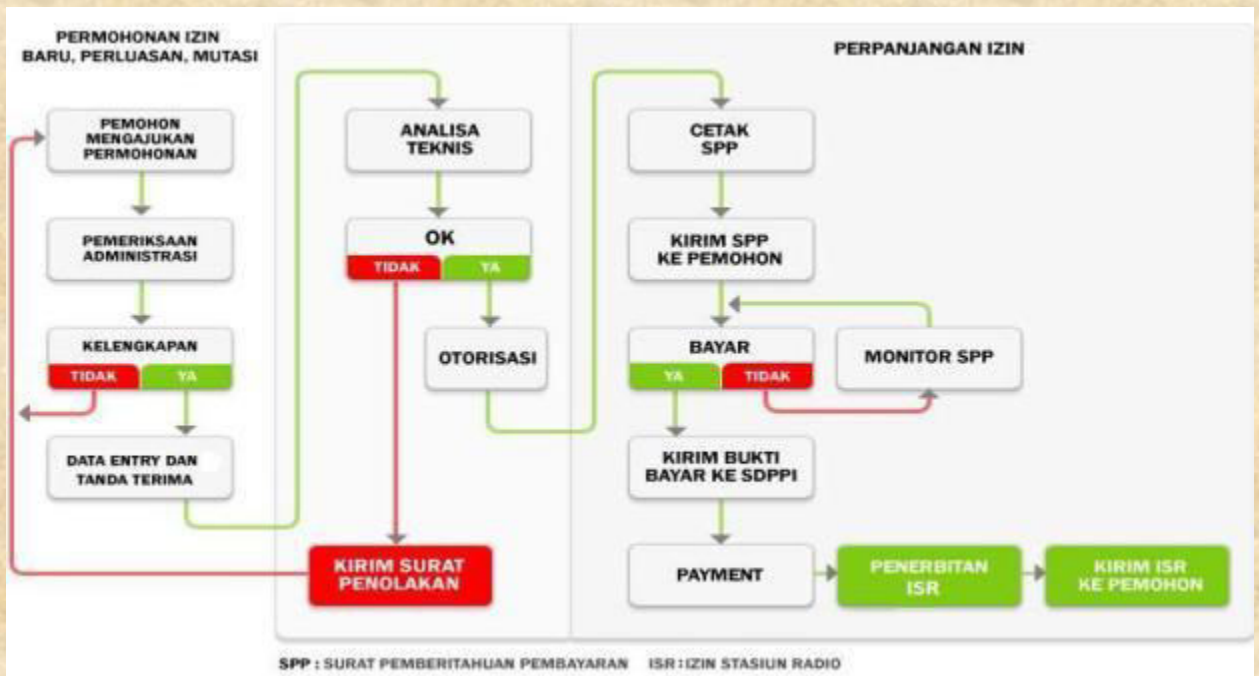 PERMOHONAN IZIN
BARU, PERLUASAN, MUTASI
PEMOHON
MENGAJUKAN
PERMOHONAN
PEMERIKSAAN
ADMINISTRASI
KELENGKAPAN
TIDAK YA
DATA ENTRY DAN
TANDA TERIMA
ANALISA
TEKNIS
OK
TIDAK YA
OTORISASI
KIRIM SURAT
PENOLAKAN
PERPANJANGAN IZIN
CETAK
SPP
KIRIM SPP
KE PEMOHON
BAYAR
YA TIDAK
MONITOR SPP
KIRIM BUKTI
BAYAR KE SDPPI
PAYMENT
PENERBITAN
ISR
KIRIM ISR
KE PEMOHON
SPP : SURAT PEMBERITAHUAN PEMBAYARAN ISR : IZIN STASIUN RADIO